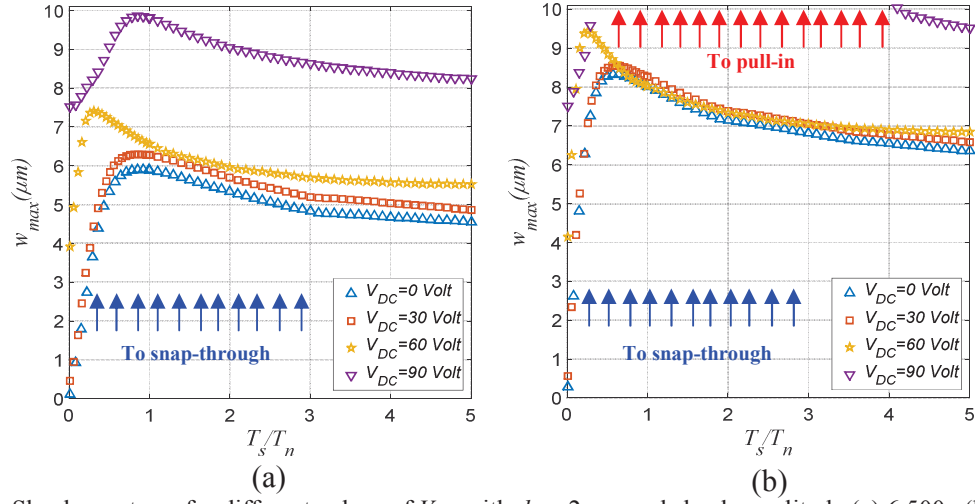 10
9
8
7
6
5
4
3
2
1
0
w_max(μm)
V_DC=0 Volt
V_DC=30 Volt
V_DC=60 Volt
V_DC=90 Volt
To snap-through
0 1 2 3 4 5
T_s/T_n
(a)
10
9
8
7
6
5
4
3
2
1
0
w_max(μm)
To pull-in
V_DC=0 Volt
V_DC=30 Volt
V_DC=60 Volt
V_DC=90 Volt
To snap-through
0 1 2 3 4 5
T_s/T_n
(b)